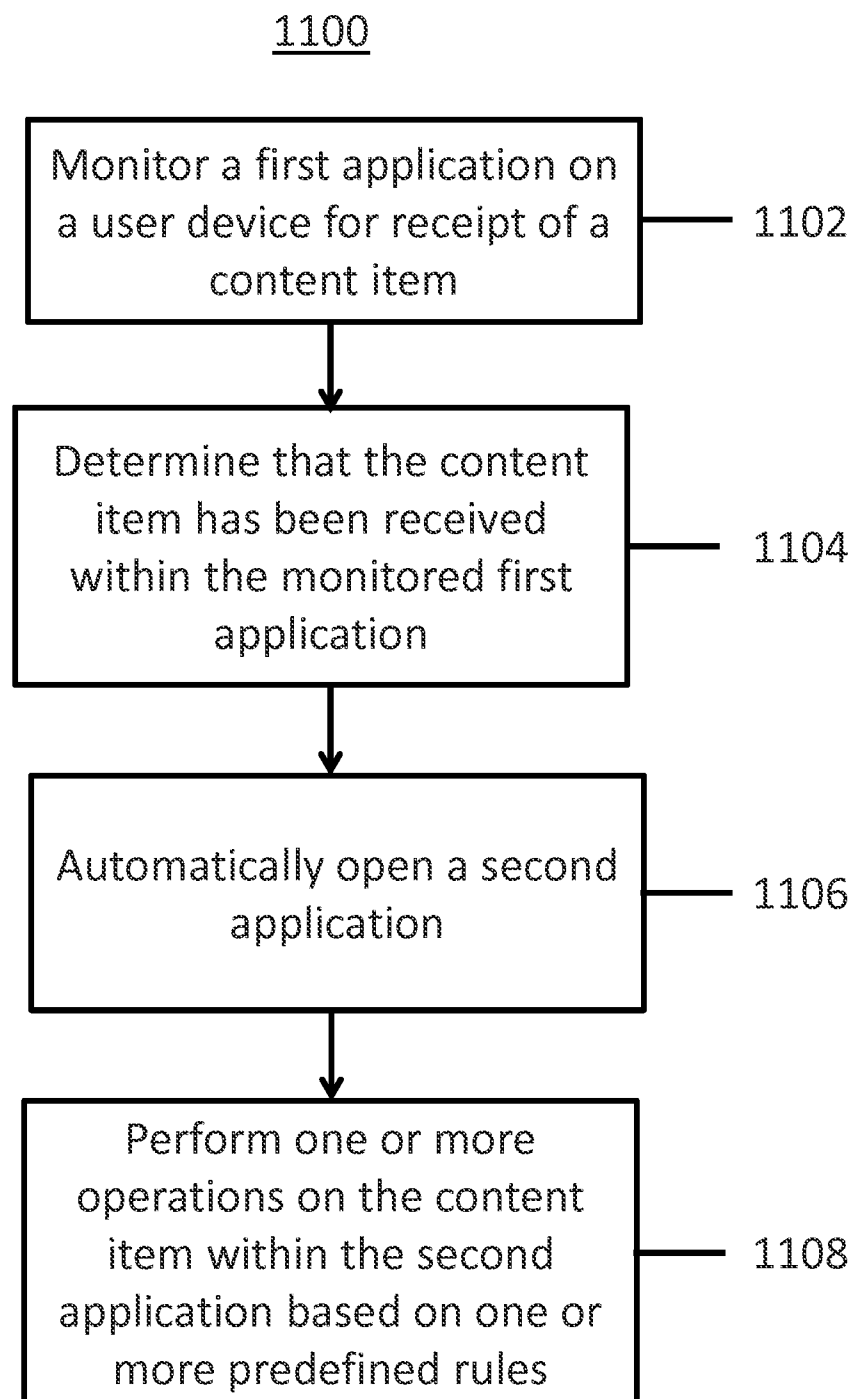 1100
Monitor a first application on
a user device for receipt of a
content item
1102
Determine that the content
item has been received
within the monitored first
application
1104
Automatically open a second
application
1106
Perform one or more
operations on the content
item within the second
application based on one or
more predefined rules
1108